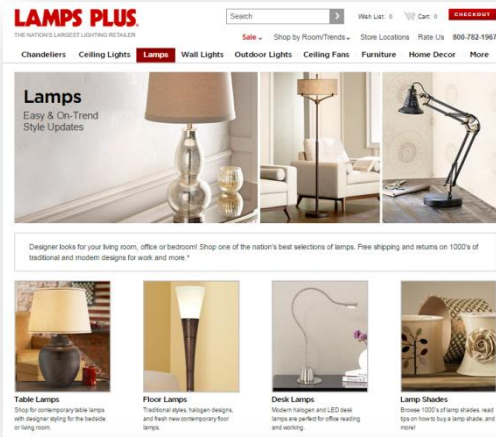 LAMPS PLUS.
THE NATION'S LARGEST LIGHTING RETAILER
Search
Wish List: 0
Cart: 0
CHECKOUT
Sale
Shop by Room/Trends
Store Locations
Rate Us
800-782-1967
Chandeliers Ceiling Lights Lamps Wall Lights Outdoor Lights Ceiling Fans Furniture Home Decor More
Lamps
Easy & On-Trend
Style Updates
Designer looks for your living room, office or bedroom! Shop one of the nation's best selections of lamps. Free shipping and returns on 1000's of
traditional and modern designs for work and more.*
Table Lamps
Shop for contemporary table lamps
with designer styling for the bedside
or living room.
Floor Lamps
Traditional styles, halogen designs,
and fresh new contemporary floor
lamps.
Desk Lamps
Modern halogen and LED desk
lamps are perfect for office reading
and working.
Lamp Shades
Browse 1000's of lamp shades, read
tips on how to buy a lamp shade, and
more!